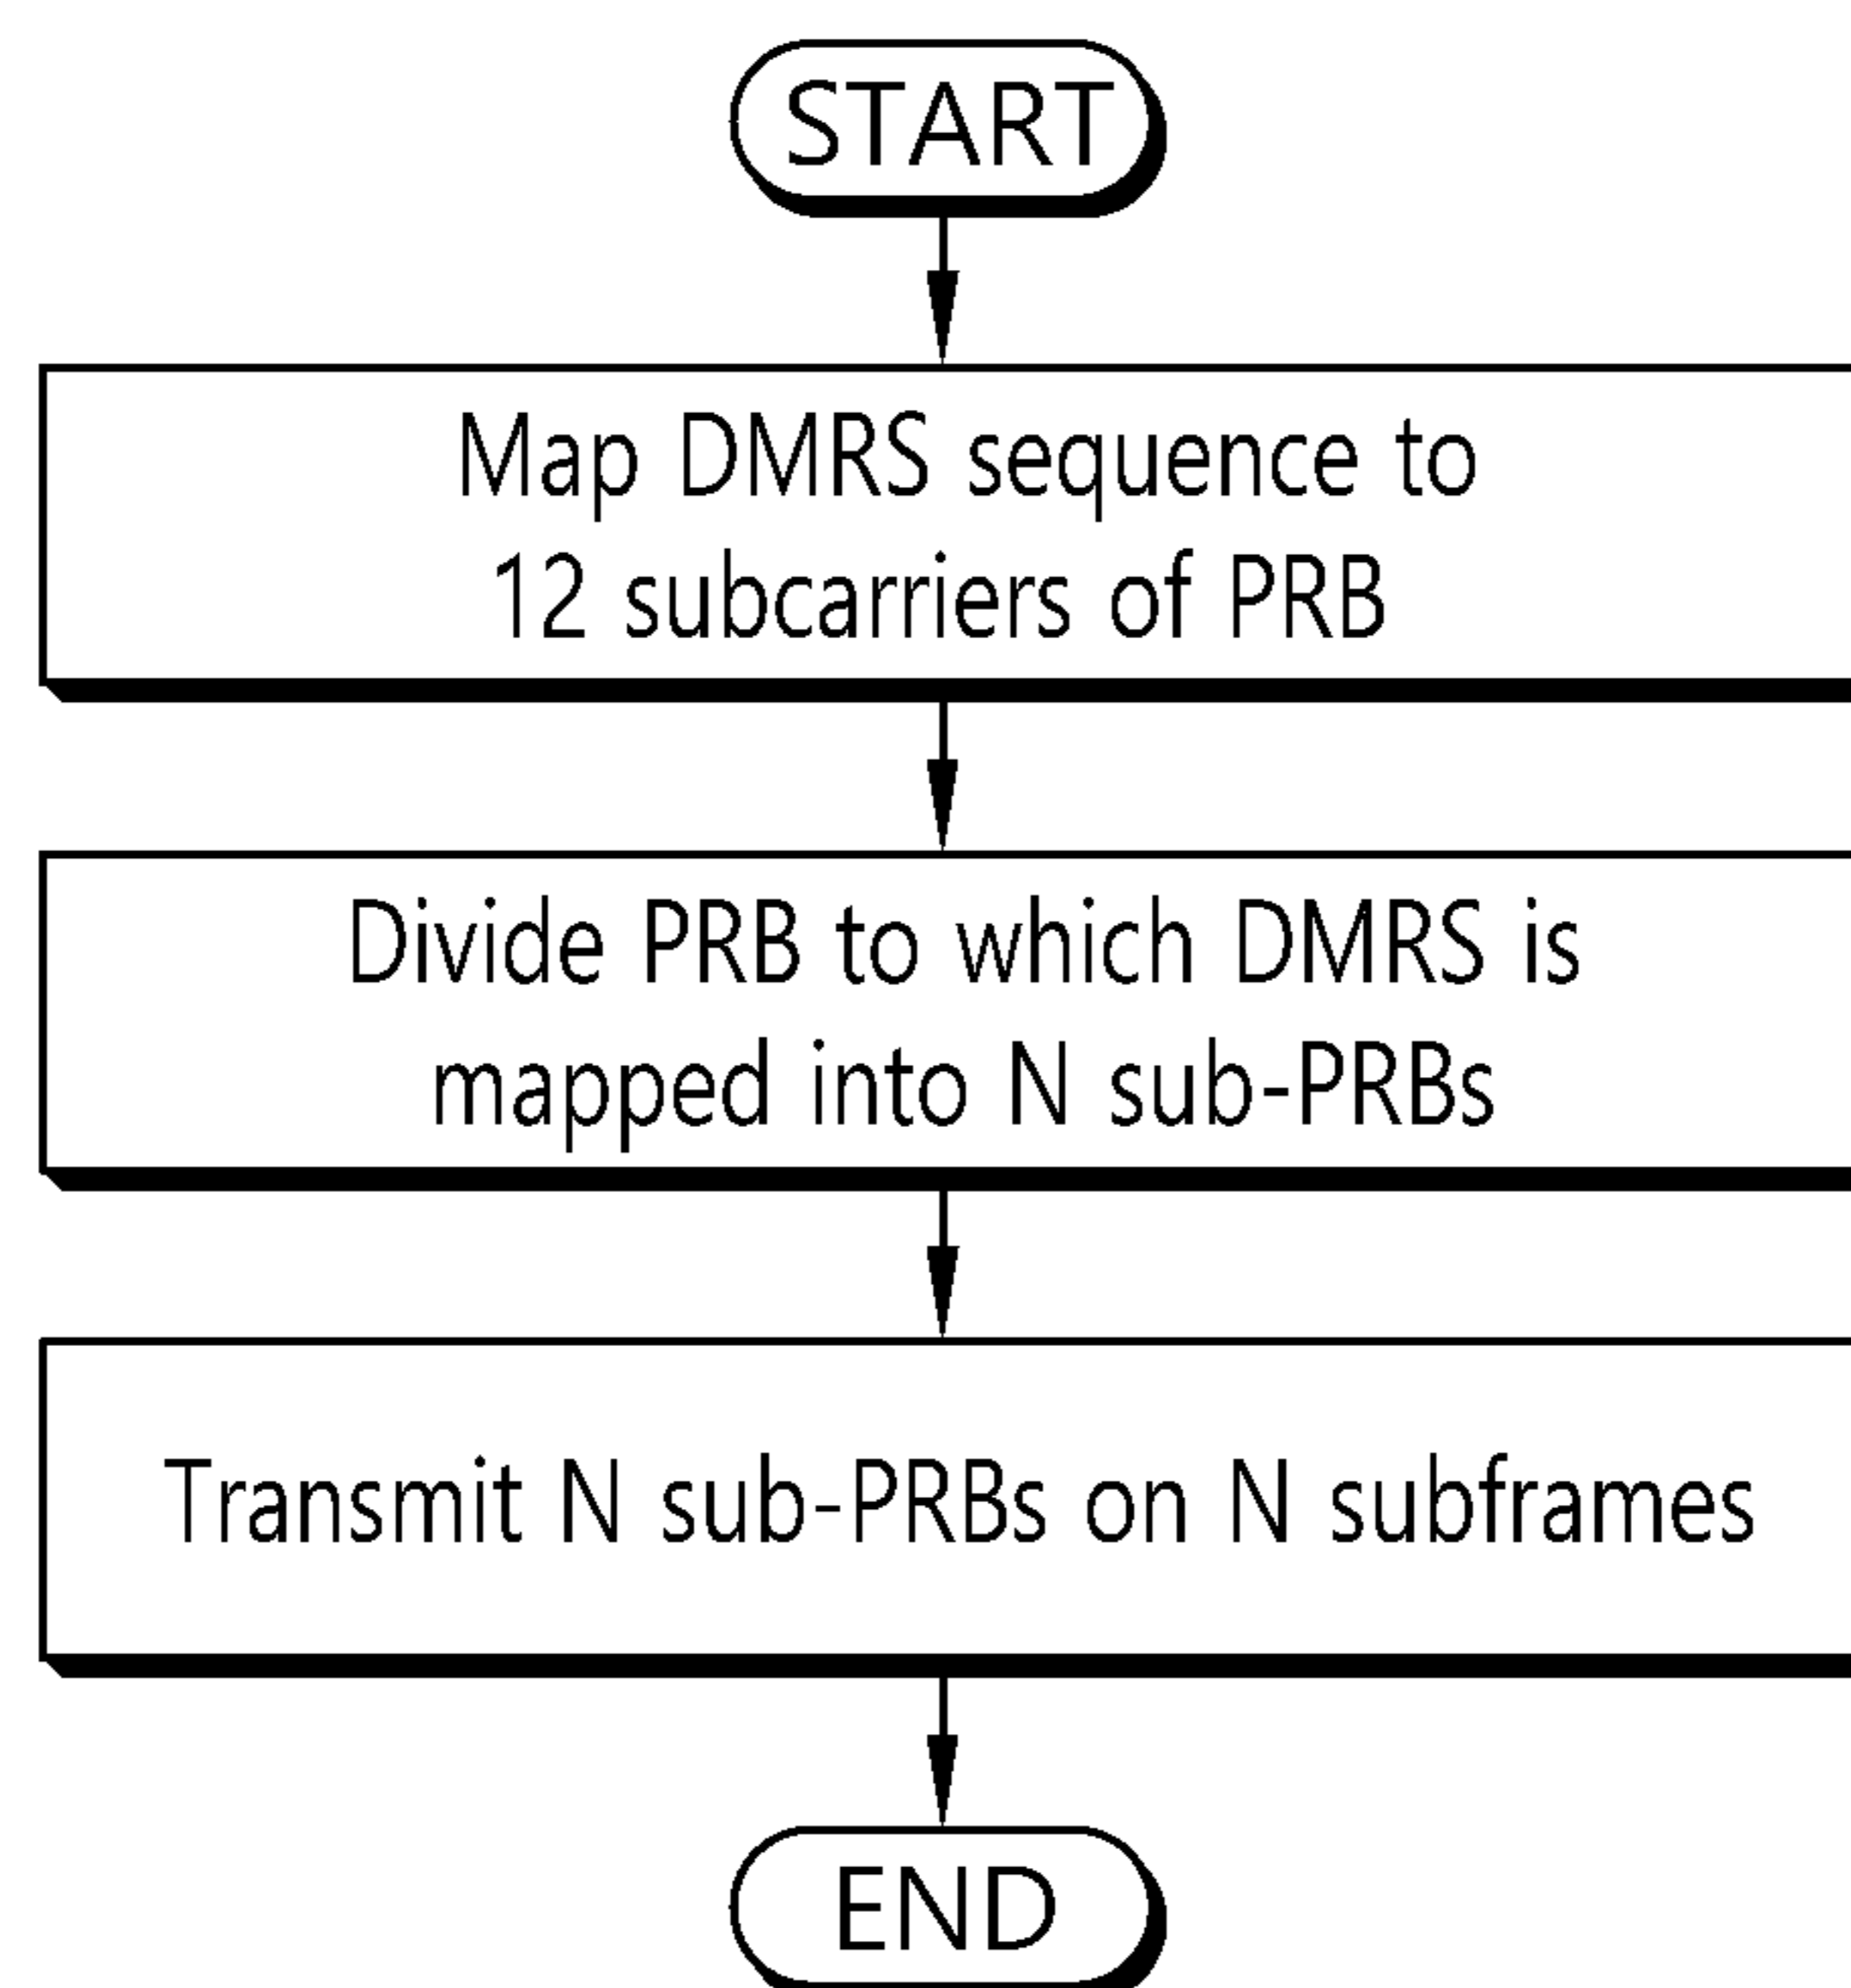 START
Map DMRS sequence to
12 subcarriers of PRB
Divide PRB to which DMRS is
mapped into N sub-PRBs
Transmit N sub-PRBs on N subframes
END